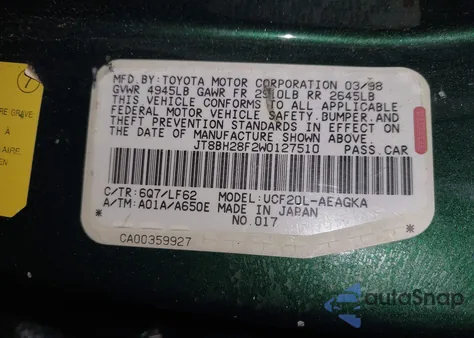 MFD.BY: TOYOTA MOTOR CORPORATION 03/98
GVWR 4945LB GAWR FR 2510LB RR 2645LB
THIS VEHICLE CONFORMS TO ALL APPLICABLE
FEDERAL MOTOR VEHICLE SAFETY, BUMPER, AND
THEFT PREVENTION STANDARDS IN EFFECT ON
THE DATE OF MANUFACTURE SHOWN ABOVE.
JT8BH28F2W0127510 PASS.CAR
C/TR: 6Q7/LF62 MODEL: UCF20L-AEAGKA
A/TM: A01A/A650E MADE IN JAPAN
NO.017
CA00359927
RE GRAVE
À
LAIRE
autoSnap